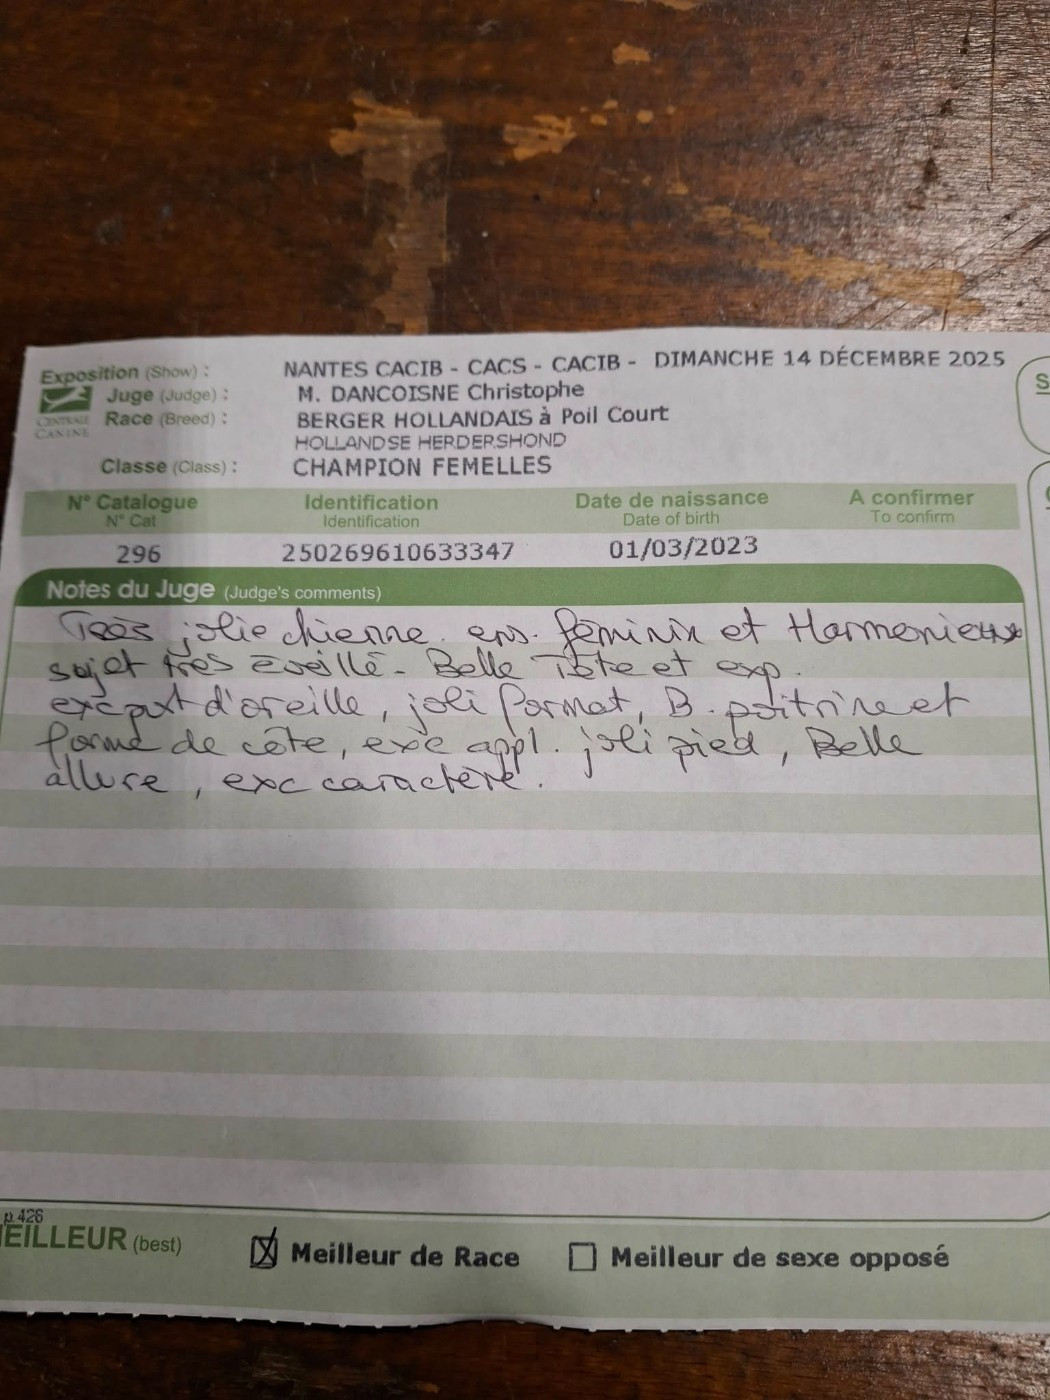 Exposition (Show) : NANTES CACIB - CACS - CACIB - DIMANCHE 14 DÉCEMBRE 2025
S
Juge (Judge) : M. DANCOISNE Christophe
CENTRALE CANINE
Race (Breed) : BERGER HOLLANDAIS à Poil Court
HOLLANDSE HERDERSHOND
Classe (Class) : CHAMPION FEMELLES
N° Catalogue Identification Date de naissance A confirmer
N° Cat Identification Date of birth To confirm
296 250269610633347 01/03/2023
Notes du Juge (Judge's comments)
Très jolie chienne. ens. féminin et Harmonieux
sujet très éveillé - Belle Tête et exp.
exc port d'oreille, joli format, B. poitrine et
forme de côte, exc appl. joli pied, Belle
allure, exc caractère.
p.426
EILLEUR (best) Meilleur de Race Meilleur de sexe opposé